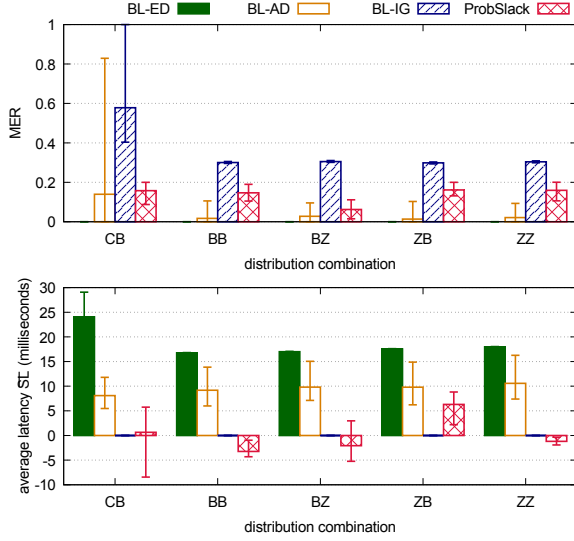 BL-ED BL-AD BL-IG ProbSlack
1
0.8
0.6
0.4
0.2
0
MER
CB BB BZ ZB ZZ
distribution combination
30
25
20
15
10
5
0
-5
-10
average latency SL (milliseconds)
CB BB BZ ZB ZZ
distribution combination